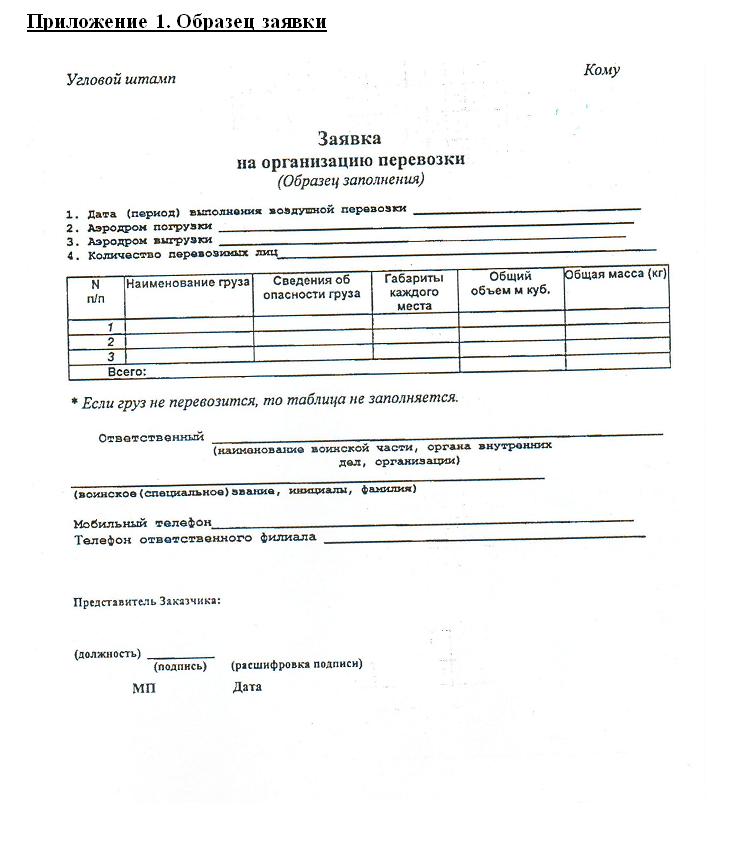 Приложение 1. Образец заявки
Угловой штамп
Кому
Заявка
на организацию перевозки
(Образец заполнения)
1. Дата (период) выполнения воздушной перевозки
2. Аэродром погрузки
3. Аэродром выгрузки
4. Количество перевозимых лиц
N п/п Наименование груза Сведения об опасности груза Габариты каждого места Общий объем м куб. Общая масса (кг)
1
2
3
Всего:
* Если груз не перевозится, то таблица не заполняется.
Ответственный
(наименование воинской части, органа внутренних
дел, организации)
(воинское(специальное)звание, инициалы, фамилия)
Мобильный телефон
Телефон ответственного филиала
Представитель Заказчика:
(должность)
(подпись) (расшифровка подписи)
МП Дата